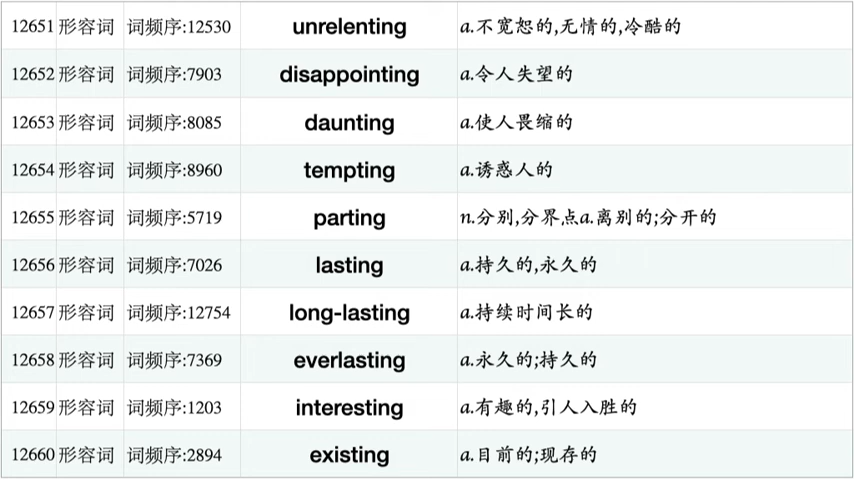 12651 形容词 词频序:12530 unrelenting a.不宽恕的,无情的,冷酷的
12652 形容词 词频序:7903 disappointing a.令人失望的
12653 形容词 词频序:8085 daunting a.使人畏缩的
12654 形容词 词频序:8960 tempting a.诱惑人的
12655 形容词 词频序:5719 parting n.分别,分界点a.离别的;分开的
12656 形容词 词频序:7026 lasting a.持久的,永久的
12657 形容词 词频序:12754 long-lasting a.持续时间长的
12658 形容词 词频序:7369 everlasting a.永久的;持久的
12659 形容词 词频序:1203 interesting a.有趣的,引人入胜的
12660 形容词 词频序:2894 existing a.目前的;现存的